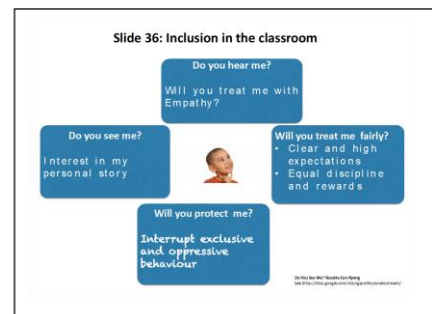 Slide 36: Inclusion in the classroom
Do you hear me?
Will you treat me with
Empathy?
Do you see me?
Interest in my
personal story
Will you treat me fairly?
• Clear and high
expectations
• Equal discipline
and rewards
Will you protect me?
Interrupt exclusive
and oppressive
behaviour
Do You See Me?